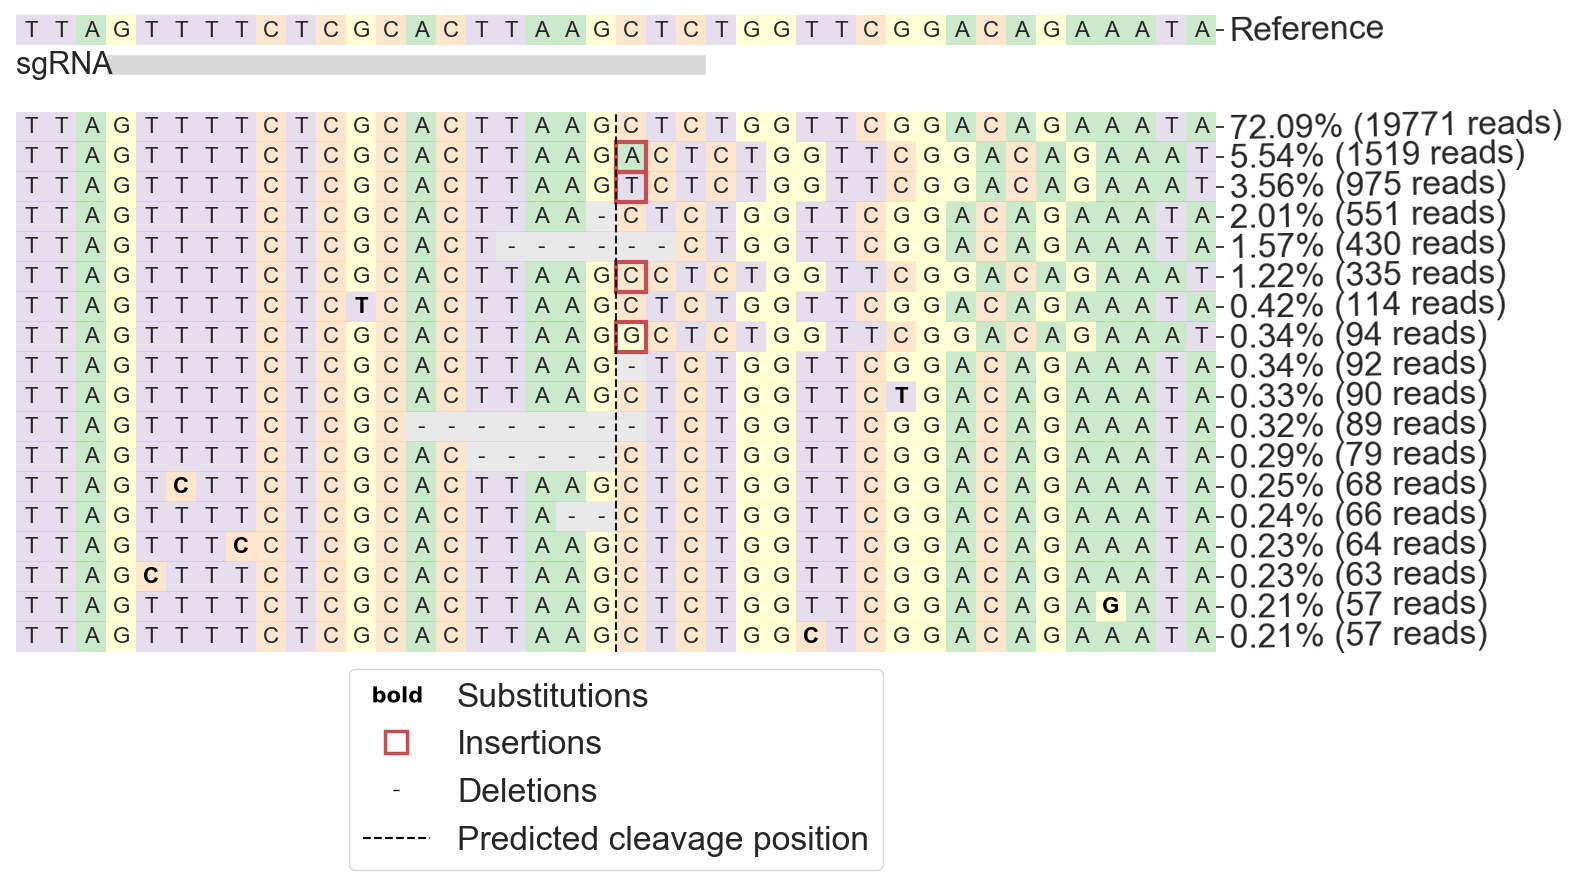 T T A G T T T T C T C G C A C T T A A G C T C T G G T T C G G A C A G A A A T A Reference
sgRNA
T T A G T T T T C T C G C A C T T A A G C T C T G G T T C G G A C A G A A A T A 72.09% (19771 reads)
T T A G T T T T C T C G C A C T T A A G A C T C T G G T T C G G A C A G A A A T 5.54% (1519 reads)
T T A G T T T T C T C G C A C T T A A G T C T C T G G T T C G G A C A G A A A T 3.56% (975 reads)
T T A G T T T T C T C G C A C T T A A - C T C T G G T T C G G A C A G A A A T A 2.01% (551 reads)
T T A G T T T T C T C G C A C T - - - - - - C T G G T T C G G A C A G A A A T A 1.57% (430 reads)
T T A G T T T T C T C G C A C T T A A G C C T C T G G T T C G G A C A G A A A T 1.22% (335 reads)
T T A G T T T T C T C T C A C T T A A G C T C T G G T T C G G A C A G A A A T A 0.42% (114 reads)
T T A G T T T T C T C G C A C T T A A G G C T C T G G T T C G G A C A G A A A T 0.34% (94 reads)
T T A G T T T T C T C G C A C T T A A G - T C T G G T T C G G A C A G A A A T A 0.34% (92 reads)
T T A G T T T T C T C G C A C T T A A G C T C T G G T T C T G A C A G A A A T A 0.33% (90 reads)
T T A G T T T T C T C G C - - - - - - - - T C T G G T T C G G A C A G A A A T A 0.32% (89 reads)
T T A G T T T T C T C G C A C - - - - - C T C T G G T T C G G A C A G A A A T A 0.29% (79 reads)
T T A G T C T T C T C G C A C T T A A G C T C T G G T T C G G A C A G A A A T A 0.25% (68 reads)
T T A G T T T T C T C G C A C T T A - - C T C T G G T T C G G A C A G A A A T A 0.24% (66 reads)
T T A G T T T C C T C G C A C T T A A G C T C T G G T T C G G A C A G A A A T A 0.23% (64 reads)
T T A G C T T T C T C G C A C T T A A G C T C T G G T T C G G A C A G A A A T A 0.23% (63 reads)
T T A G T T T T C T C G C A C T T A A G C T C T G G T T C G G A C A G A G A T A 0.21% (57 reads)
T T A G T T T T C T C G C A C T T A A G C T C T G G C T C G G A C A G A A A T A 0.21% (57 reads)
bold Substitutions
Insertions
- Deletions
Predicted cleavage position